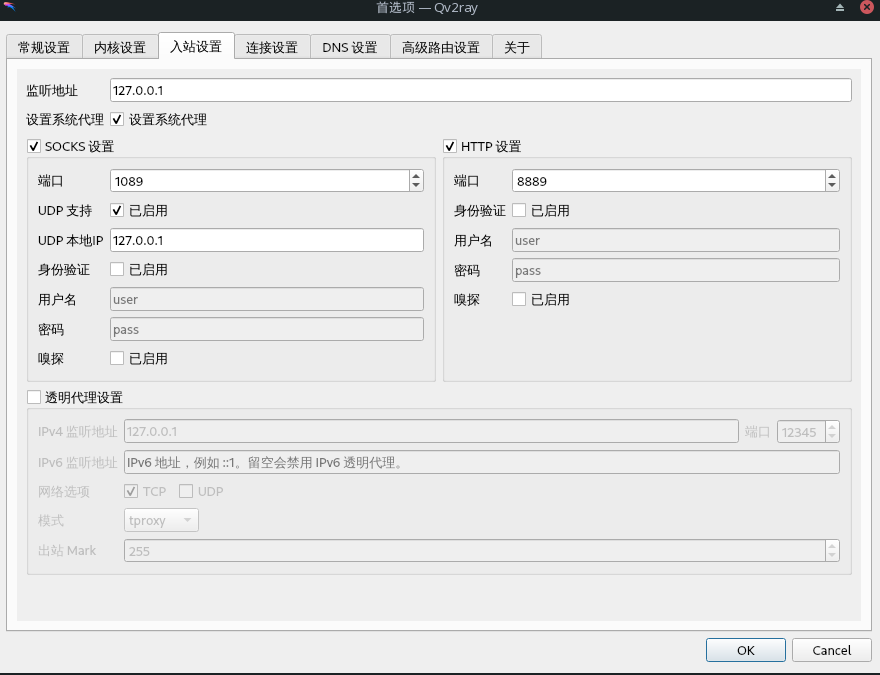 首选项 — Qv2ray
常规设置 内核设置 入站设置 连接设置 DNS 设置 高级路由设置 关于
监听地址 127.0.0.1
设置系统代理 设置系统代理
SOCKS 设置
端口 1089
UDP 支持 已启用
UDP 本地IP 127.0.0.1
身份验证 已启用
用户名 user
密码 pass
嗅探 已启用
HTTP 设置
端口 8889
身份验证 已启用
用户名 user
密码 pass
嗅探 已启用
透明代理设置
IPv4 监听地址 127.0.0.1 端口 12345
IPv6 监听地址 IPv6 地址，例如 ::1。留空会禁用 IPv6 透明代理。
网络选项 TCP UDP
模式 tproxy
出站 Mark 255
OK Cancel